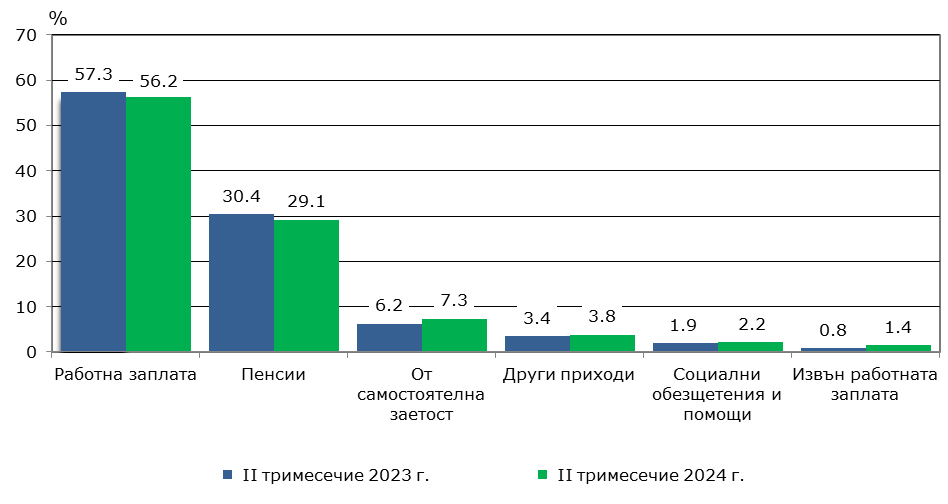 %
70
60
50
40
30
20
10
0
57.3
56.2
30.4
29.1
6.2
7.3
3.4
3.8
1.9
2.2
0.8
1.4
Работна заплата
Пенсии
От
самостоятелна
заетост
Други приходи
Социални
обезщетения и
помощи
Извън работната
заплата
II тримесечие 2023 г.
II тримесечие 2024 г.